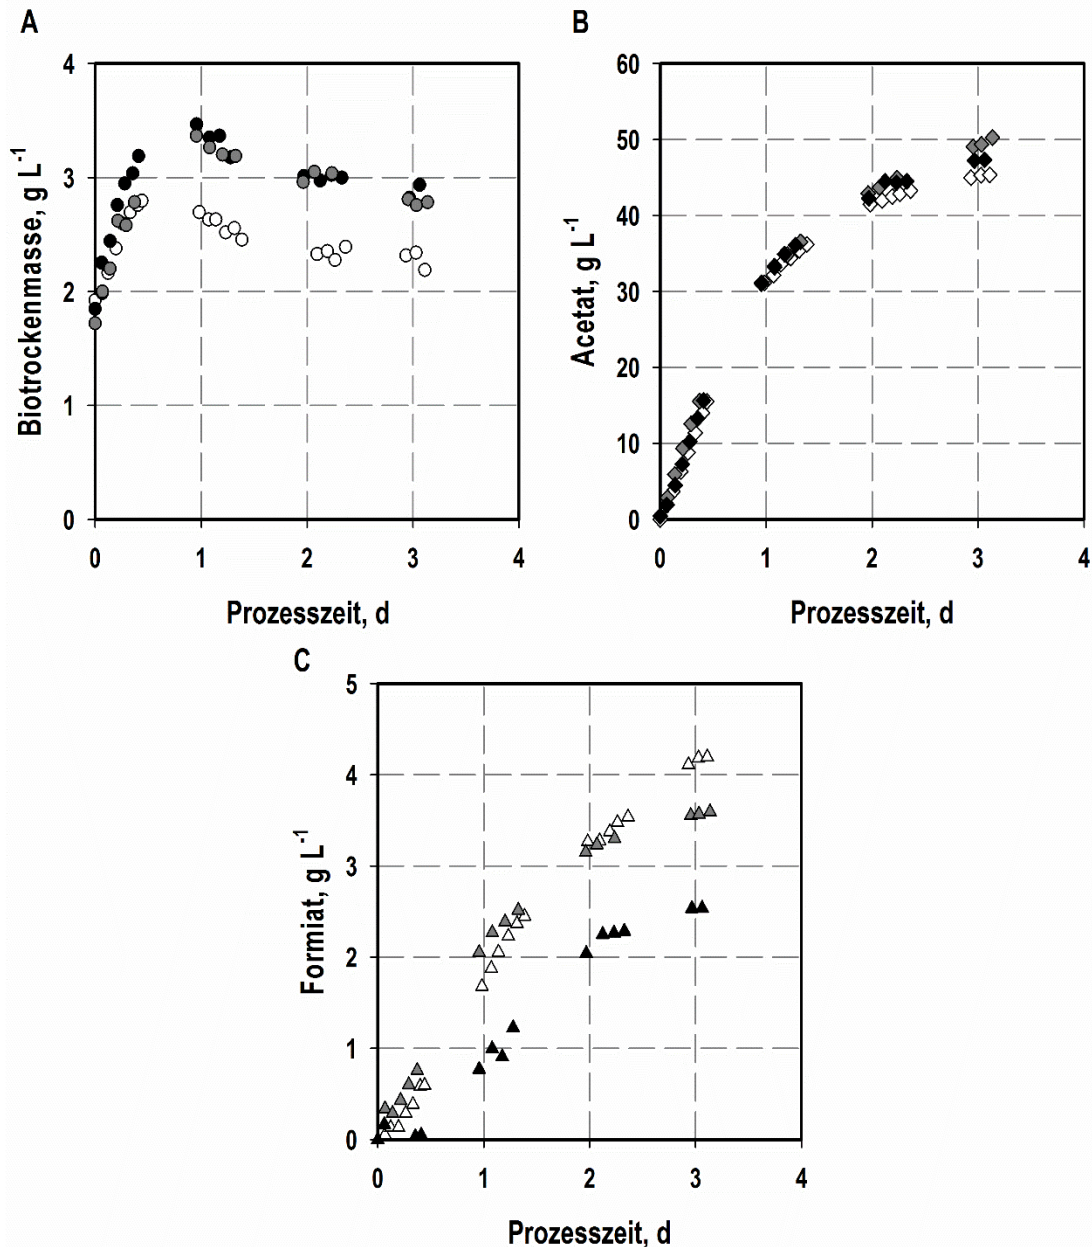 A
B
4
3
2
1
0
Biotrockenmasse, g L⁻¹
0 1 2 3 4
Prozesszeit, d
60
50
40
30
20
10
0
Acetat, g L⁻¹
0 1 2 3 4
Prozesszeit, d
C
5
4
3
2
1
0
Formiat, g L⁻¹
0 1 2 3 4
Prozesszeit, d